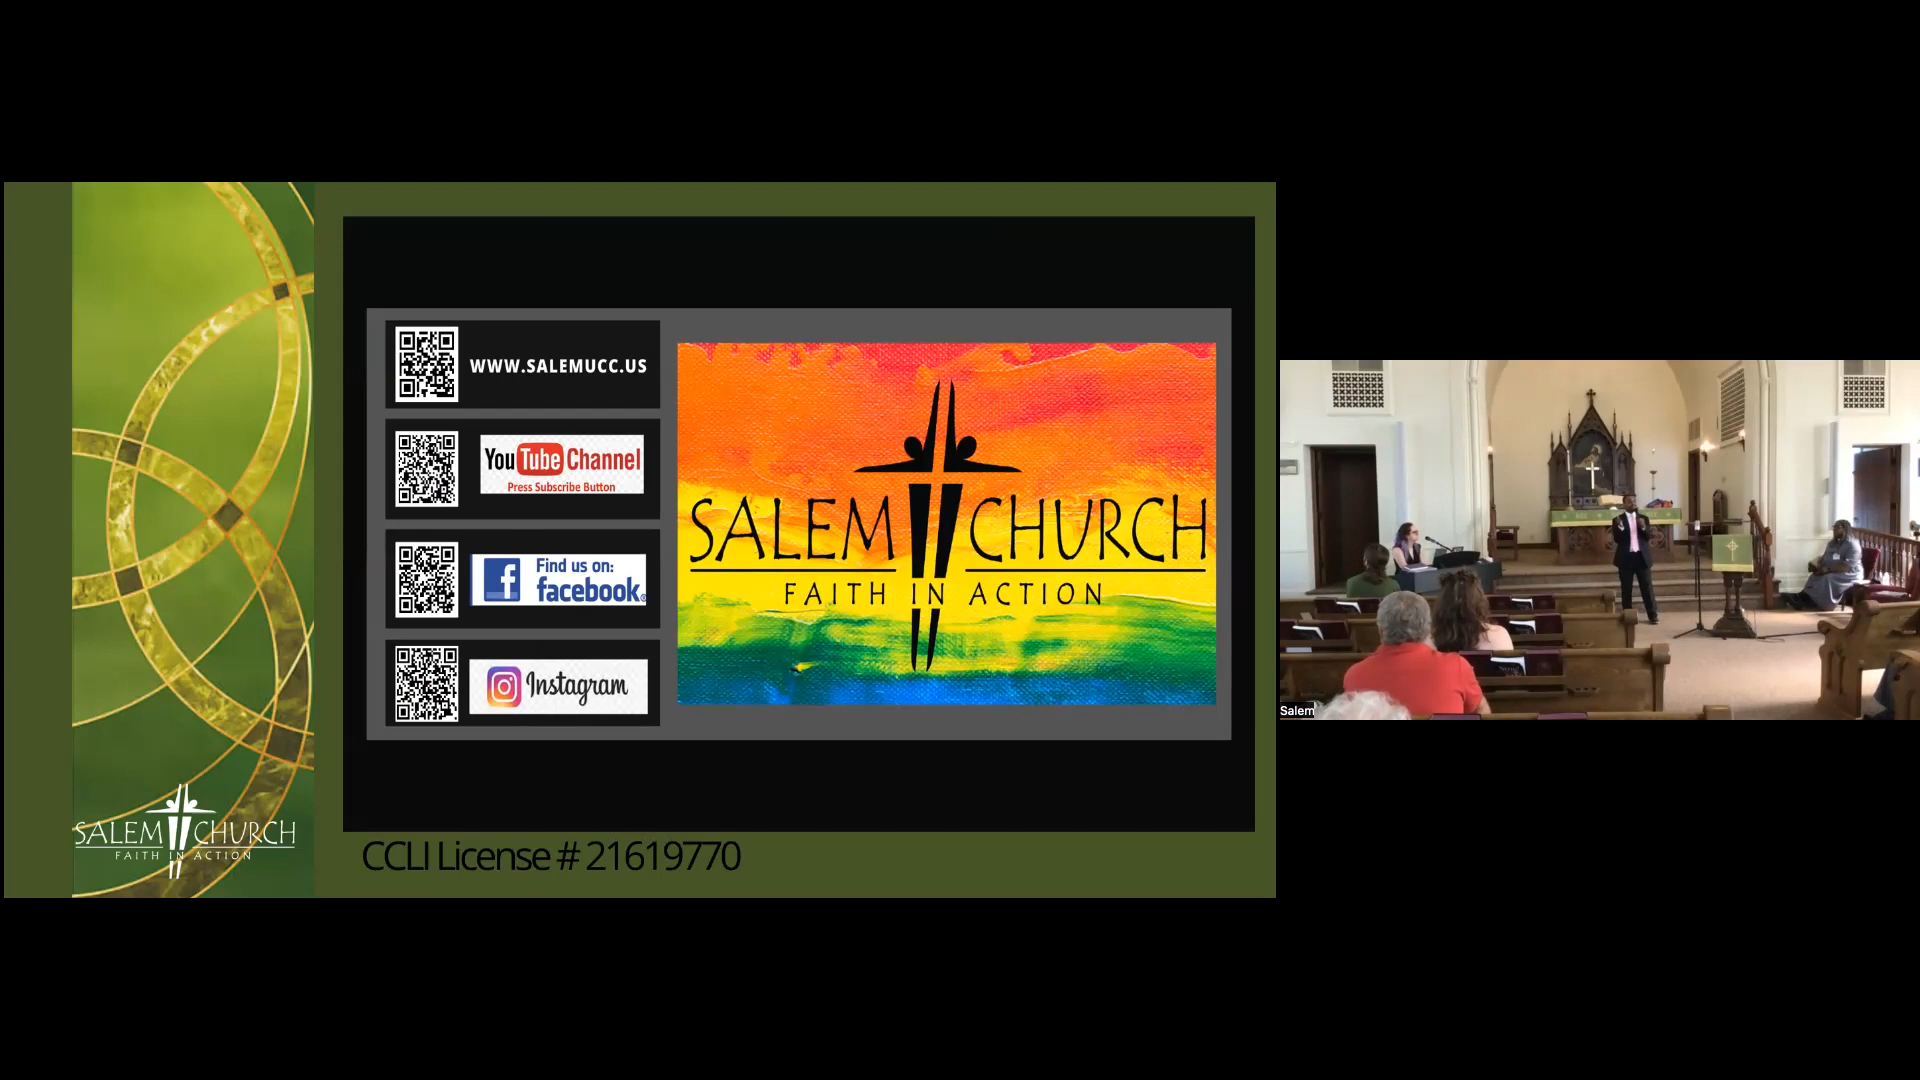 WWW.SALEMUCC.US
YouTube Channel
Press Subscribe Button
Find us on:
facebook
Instagram
SALEM CHURCH
FAITH IN ACTION
SALEM CHURCH
FAITH IN ACTION
CCLI License # 21619770
Salem